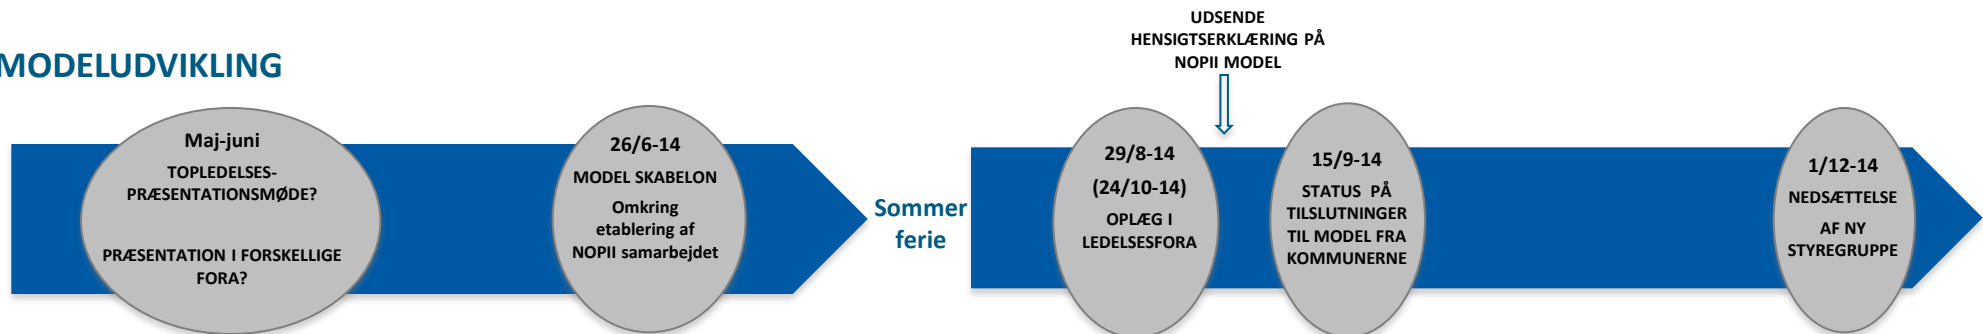 MODELUDVIKLING
Maj-juni
TOPLEDELSES-
PRÆSENTATIONSMØDE?
PRÆSENTATION I FORSKELLIGE
FORA?
26/6-14
MODEL SKABELON
Omkring
etablering af
NOPII samarbejdet
Sommer
ferie
UDSENDE
HENSIGTSERKLÆRING PÅ
NOPII MODEL
29/8-14
(24/10-14)
OPLÆG I
LEDELSESFORA
15/9-14
STATUS PÅ
TILSLUTNINGER
TIL MODEL FRA
KOMMUNERNE
1/12-14
NEDSÆTTELSE
AF NY
STYREGRUPPE